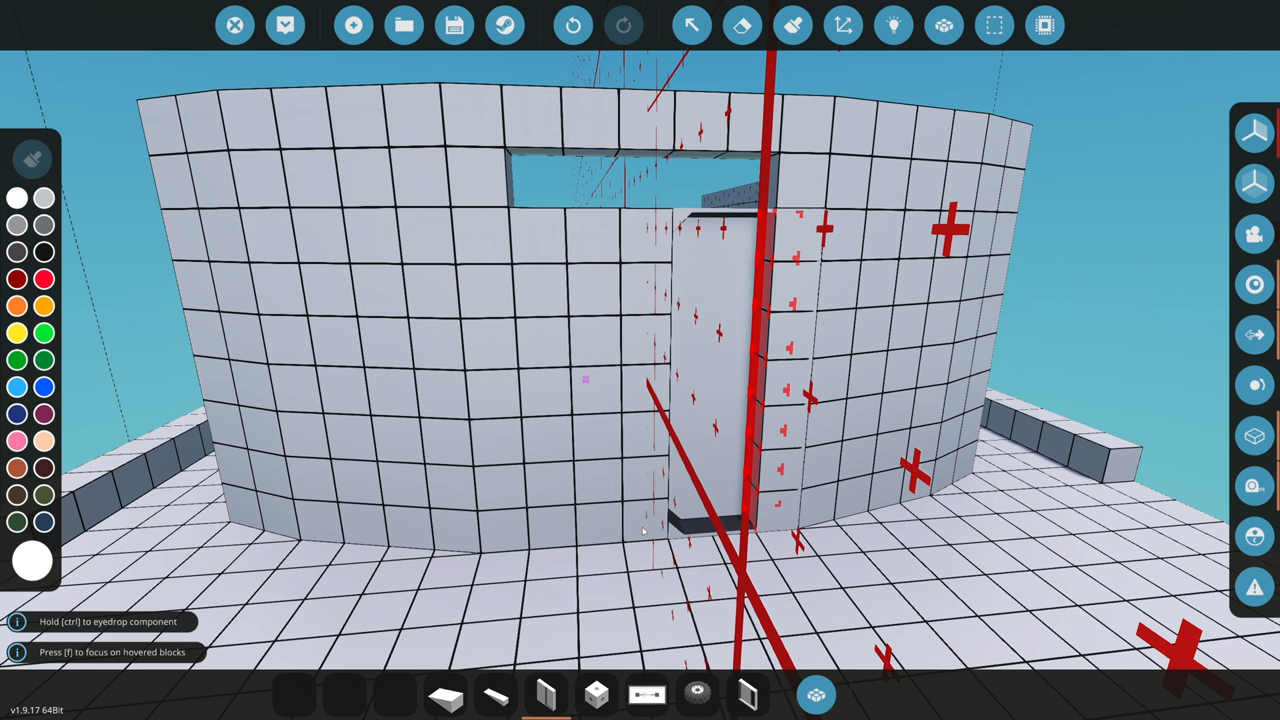 Hold [ctrl] to eyedrop component
Press [f] to focus on hovered blocks
v1.9.17 64Bit